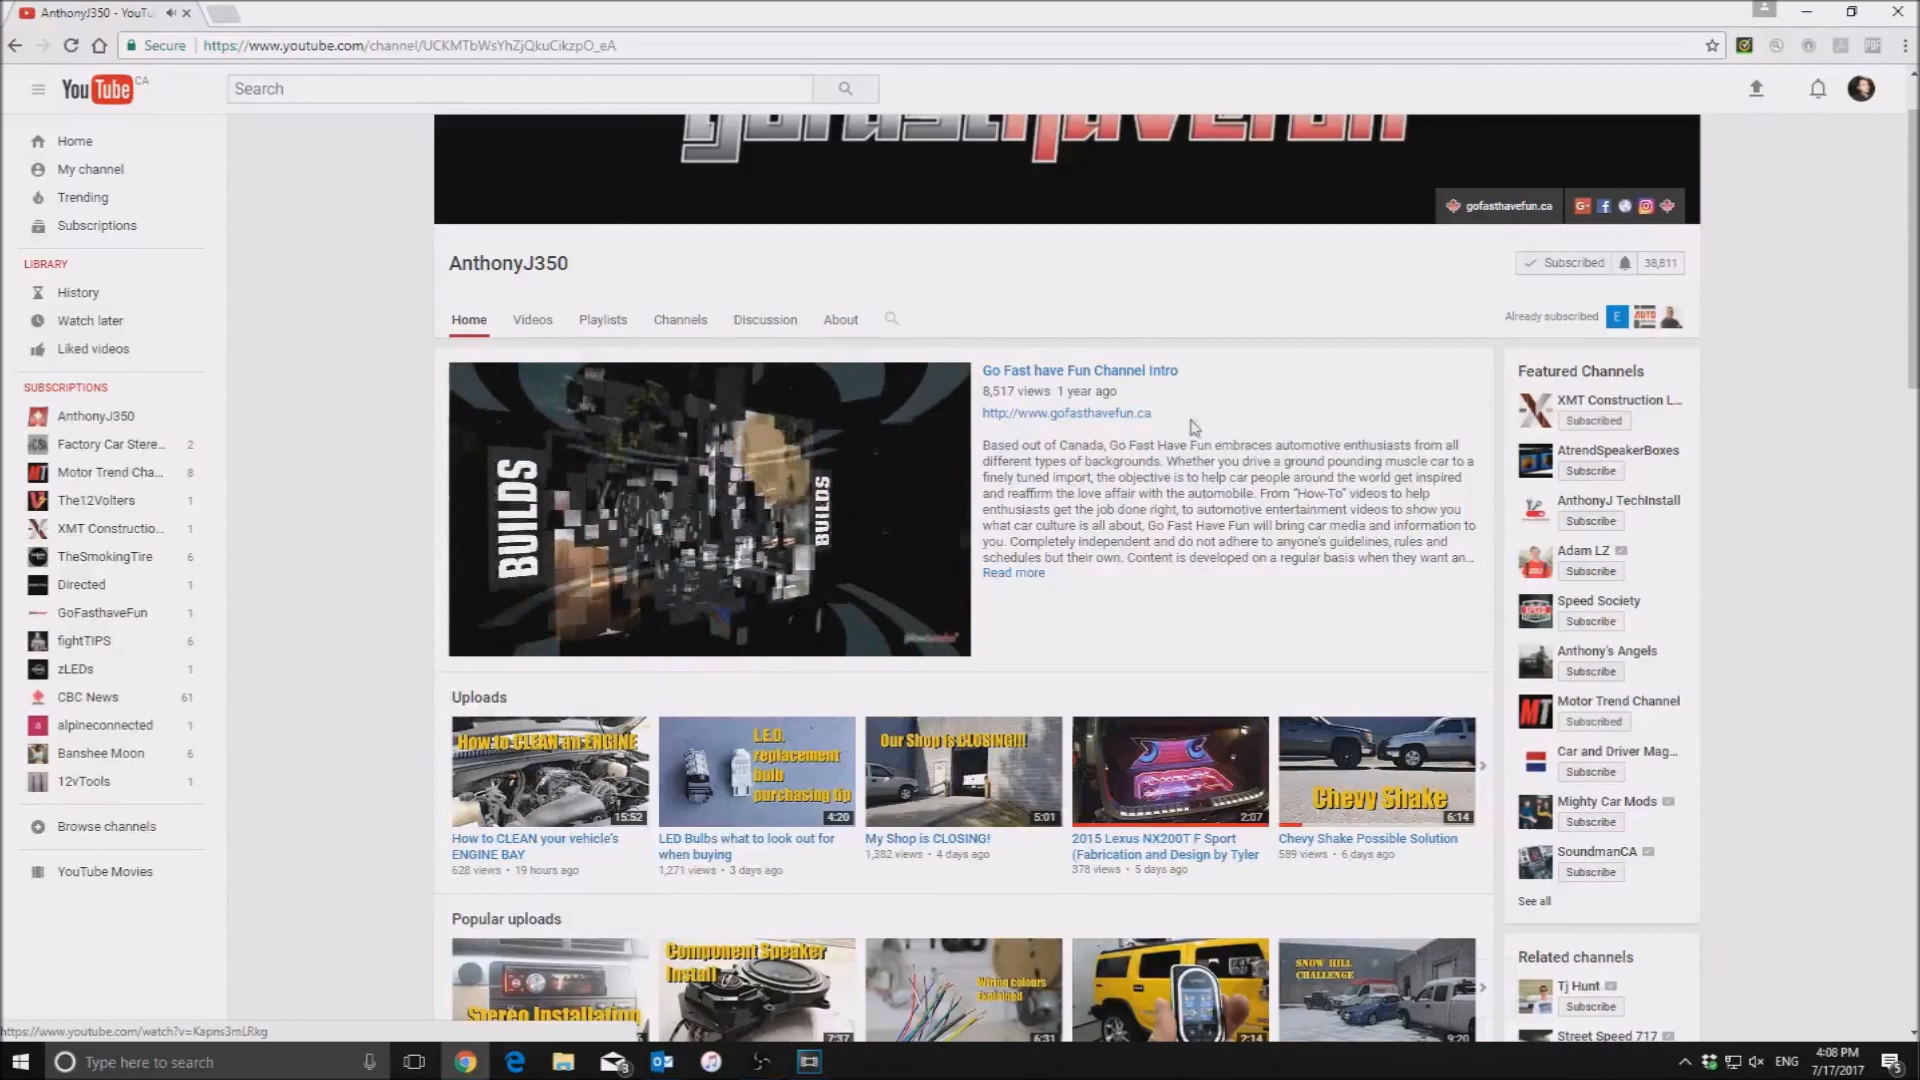 AnthonyJ350 - YouTu
Secure
https://www.youtube.com/channel/UCKMTbWsYhZjQkuCikzpO_eA
YouTube CA
Search
Home
My channel
Trending
Subscriptions
LIBRARY
History
Watch later
Liked videos
SUBSCRIPTIONS
AnthonyJ350
Factory Car Stere... 2
Motor Trend Cha... 8
The12Volters 1
XMT Constructio... 1
TheSmokingTire 6
Directed 1
GoFasthaveFun 1
fightTIPS 6
zLEDs 1
CBC News 61
alpineconnected 1
Banshee Moon 6
12vTools 1
Browse channels
YouTube Movies
gofasthavefun
gofasthavefun.ca
AnthonyJ350
Subscribed 38,811
Home Videos Playlists Channels Discussion About
Already subscribed E AUTO
BUILDS BUILDS
Go Fast have Fun Channel Intro
8,517 views 1 year ago
http://www.gofasthavefun.ca
Based out of Canada, Go Fast Have Fun embraces automotive enthusiasts from all
different types of backgrounds. Whether you drive a ground pounding muscle car to a
finely tuned import, the objective is to help car people around the world get inspired
and reaffirm the love affair with the automobile. From “How-To” videos to help
enthusiasts get the job done right, to automotive entertainment videos to show you
what car culture is all about, Go Fast Have Fun will bring car media and information to
you. Completely independent and do not adhere to anyone's guidelines, rules and
schedules but their own. Content is developed on a regular basis when they want an...
Read more
Uploads
How to CLEAN an ENGINE
15:52
How to CLEAN your vehicle's
ENGINE BAY
628 views • 19 hours ago
L.E.D.
replacement
bulb
purchasing tip
4:20
LED Bulbs what to look out for
when buying
1,271 views • 3 days ago
Our Shop is CLOSING!!!
5:01
My Shop is CLOSING!
1,382 views • 4 days ago
2:07
2015 Lexus NX200T F Sport
(Fabrication and Design by Tyler
378 views • 5 days ago
Chevy Shake
6:14
Chevy Shake Possible Solution
589 views • 6 days ago
Popular uploads
Stereo Installating
7:37
Component Speaker
Install
Wiring colours
Explained
6:31
2:14
SNOW HILL
CHALLENGE
9:20
Featured Channels
XMT Construction L...
Subscribed
AtrendSpeakerBoxes
Subscribe
AnthonyJ TechInstall
Subscribe
Adam LZ
Subscribe
Speed Society
Subscribe
Anthony's Angels
Subscribe
Motor Trend Channel
Subscribed
Car and Driver Mag...
Subscribe
Mighty Car Mods
Subscribe
SoundmanCA
Subscribe
See all
Related channels
Tj Hunt
Subscribe
Street Speed 717
https://www.youtube.com/watch?v=Kapns3mLRkg
Type here to search
3
ENG
4:08 PM
7/17/2017
5